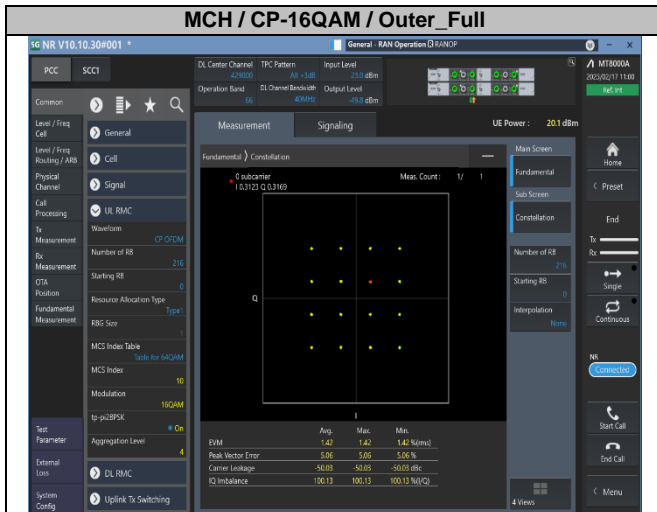 MCH / CP-16QAM / Outer_Full
5G NR V10.10.30#001 *
General - RAN Operation RANOP
PCC SCC1
DL Center Channel TPC Pattern Input Level
429000 All +3dB 23.0 dBm
Operation Band DL Channel Bandwidth Output Level
66 40MHz -49.8 dBm
MT8000A
2023/02/17 11:00
Ref. Int
Measurement Signaling UE Power : 20.1 dBm
Common
Level / Freq
Cell
Level / Freq
Routing / ARB
Physical
Channel
Call
Processing
Tx
Measurement
Rx
Measurement
OTA
Position
Fundamental
Measurement
Test
Parameter
External
Loss
System
Config
General
Cell
Signal
UL RMC
Waveform
CP OFDM
Number of RB
216
Starting RB
0
Resource Allocation Type
Type1
RBG Size
1
MCS Index Table
Table for 64QAM
MCS Index
10
Modulation
16QAM
tp-pi2BPSK
On
Aggregation Level
4
DL RMC
Uplink Tx Switching
Fundamental Constellation
0 subcarrier Meas. Count : 1/ 1
I 0.3123 Q 0.3169
Q
I
Avg. Max. Min.
EVM 1.42 1.42 1.42 %(rms)
Peak Vector Error 5.06 5.06 5.06 %
Carrier Leakage -50.03 -50.03 -50.03 dBc
IQ Imbalance 100.13 100.13 100.13 %(I/Q)
Main Screen
Fundamental
Sub Screen
Constellation
Number of RB
216
Starting RB
0
Interpolation
None
4 Views
Home
Preset
End
Tx
Rx
Single
Continuous
NR
Connected
Start Call
End Call
Menu